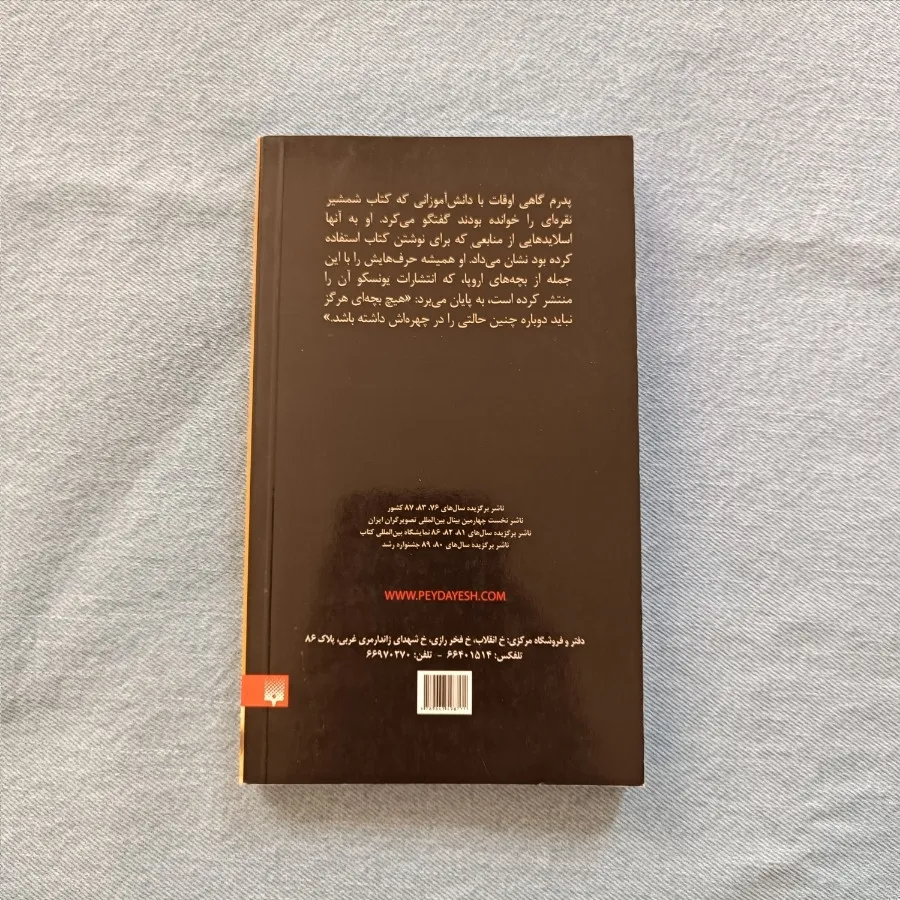 پدرم گاهی اوقات با دانش‌آموزانی که کتاب شمشیر
نقره‌ای را خوانده بودند گفتگو می‌کرد. او به آنها
اسلایدهایی از منابعی که برای نوشتن کتاب استفاده
کرده بود نشان می‌داد. او همیشه حرف‌هایش را با این
جمله از بچه‌های اروپا، که انتشارات یونسکو آن را
منتشر کرده است، به پایان می‌برد: «هیچ بچه‌ای هرگز
نباید دوباره چنین حالتی را در چهره‌اش داشته باشد.»
ناشر برگزیده سال‌های ۷۶، ۸۳، ۸۷ کشور
ناشر نخست چهارمین بینال بین‌المللی تصویرگران ایران
ناشر برگزیده سال‌های ۸۱، ۸۲، ۸۶ نمایشگاه بین‌المللی کتاب
ناشر برگزیده سال‌های ۸۰، ۸۹ جشنواره رشد
WWW.PEYDAYESH.COM
دفتر و فروشگاه مرکزی: خ انقلاب، خ فخر رازی، خ شهدای ژاندارمری غربی، پلاک ۸۶
تلفکس: ۶۶۴۰۱۵۱۴ - تلفن: ۶۶۹۷۰۲۷۰